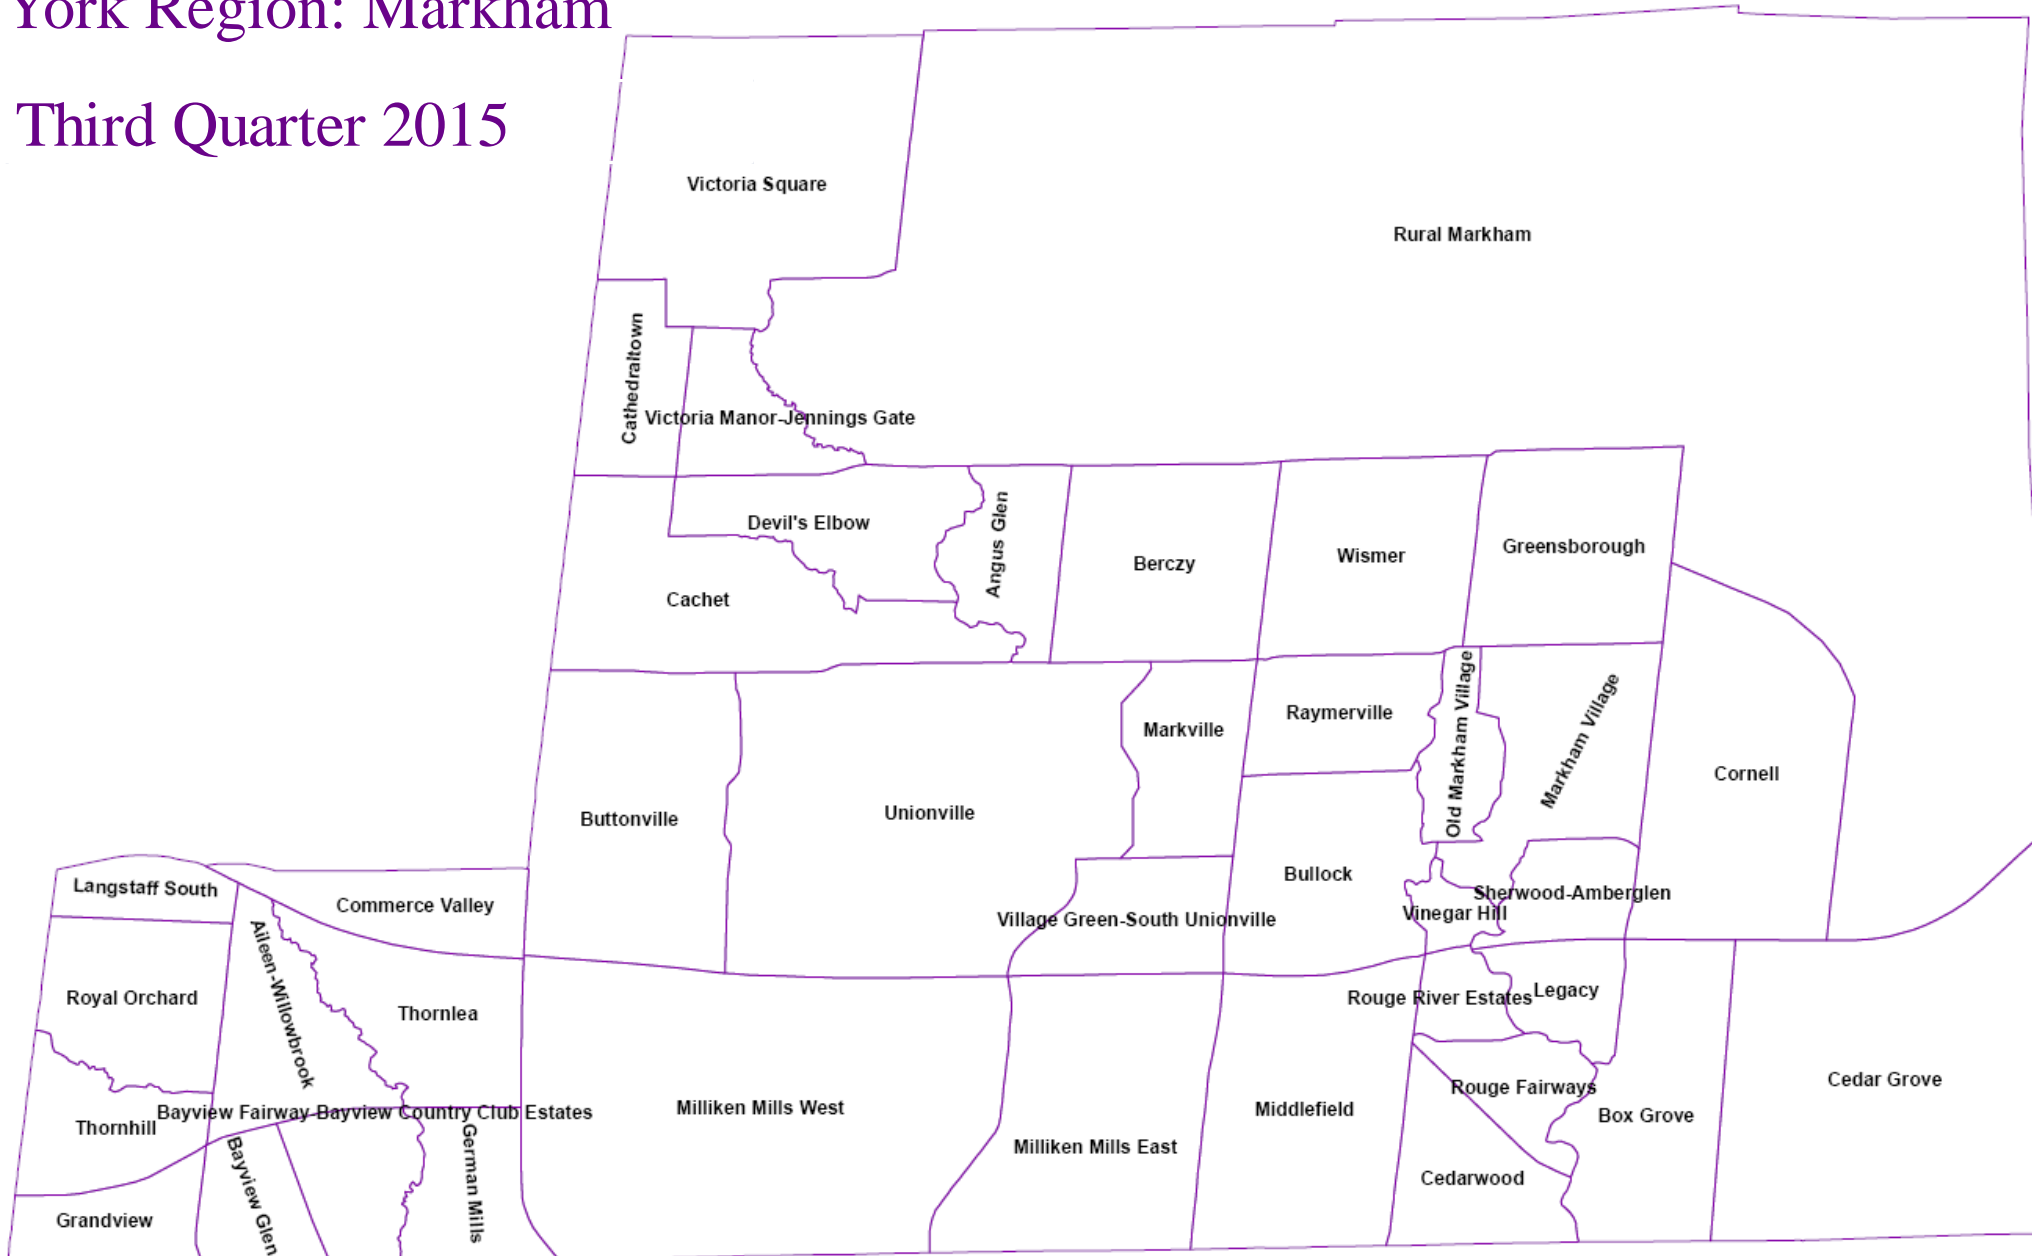 York Region: Markham
Third Quarter 2015
Victoria Square
Rural Markham
Cathedraltown
Victoria Manor-Jennings Gate
Devil's Elbow
Angus Glen
Berczy
Wismer
Greensborough
Cachet
Old Markham Village
Markham Village
Raymerville
Markville
Cornell
Unionville
Buttonville
Bullock
Langstaff South
Commerce Valley
Sherwood-Amberglen
Vinegar Hill
Village Green-South Unionville
Aileen-Willowbrook
Royal Orchard
Thornlea
Rouge River Estates
Legacy
Rouge Fairways
Cedar Grove
Milliken Mills West
Middlefield
Box Grove
Bayview Fairway-Bayview Country Club Estates
Thornhill
Milliken Mills East
Cedarwood
German Mills
Bayview Glen
Grandview